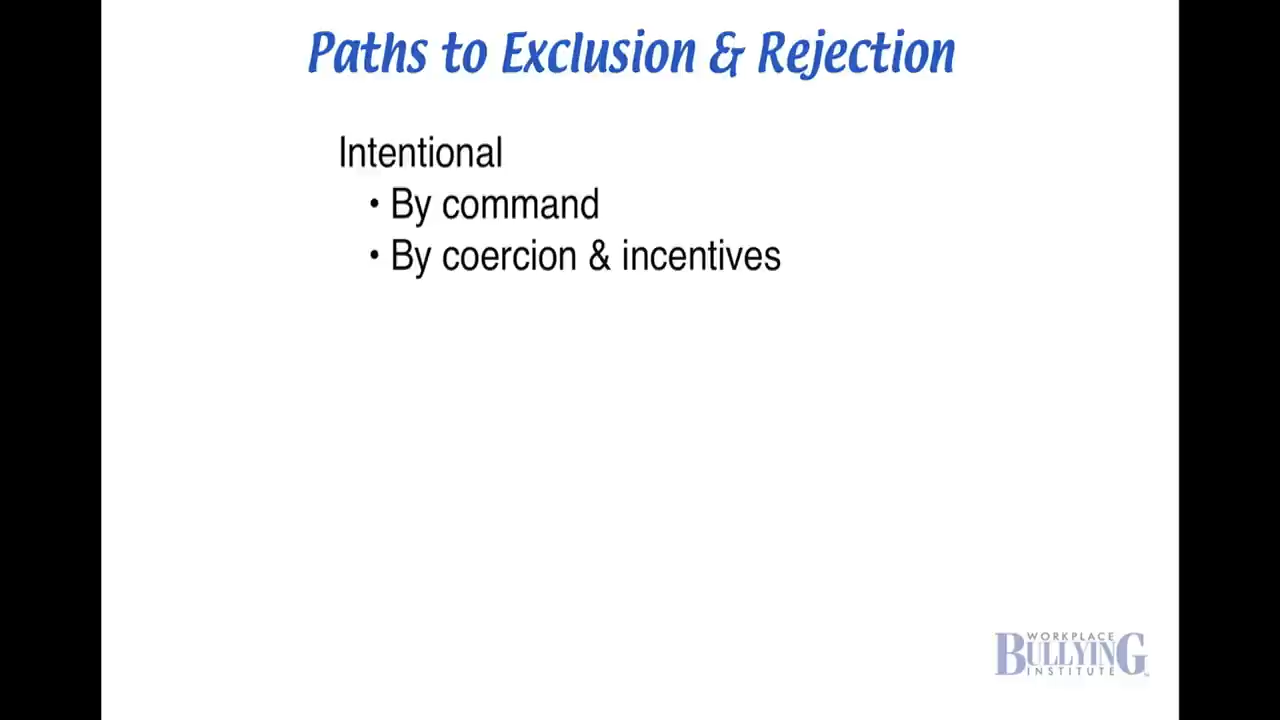 Paths to Exclusion & Rejection
Intentional
• By command
• By coercion & incentives
WORKPLACE
BULLYING
INSTITUTE